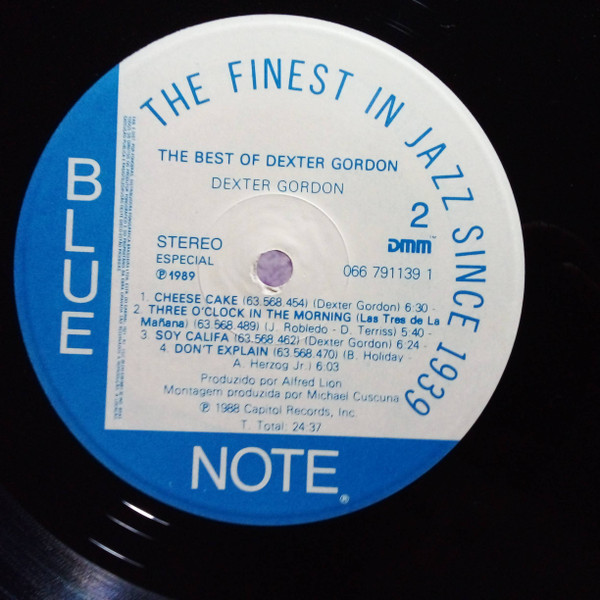 THE FINEST IN JAZZ SINCE 1939
THE BEST OF DEXTER GORDON
DEXTER GORDON
2
DMM™
STEREO
ESPECIAL
℗ 1989
066 791139 1
1. CHEESE CAKE (63.568.454) (Dexter Gordon) 6:30 -
2. THREE O'CLOCK IN THE MORNING (Las Tres de La
Mañana) (63.568.489) (J. Robledo - D. Terriss) 5:40 -
3. SOY CALIFA (63.568.462) (Dexter Gordon) 6:24 -
4. DON'T EXPLAIN (63.568.470) (B. Holiday -
A. Herzog Jr.) 6:03
Produzido por Alfred Lion
Montagem produzida por Michael Cuscuna
℗ 1988 Capitol Records, Inc.
T. Total: 24:37
BLUE
NOTE®